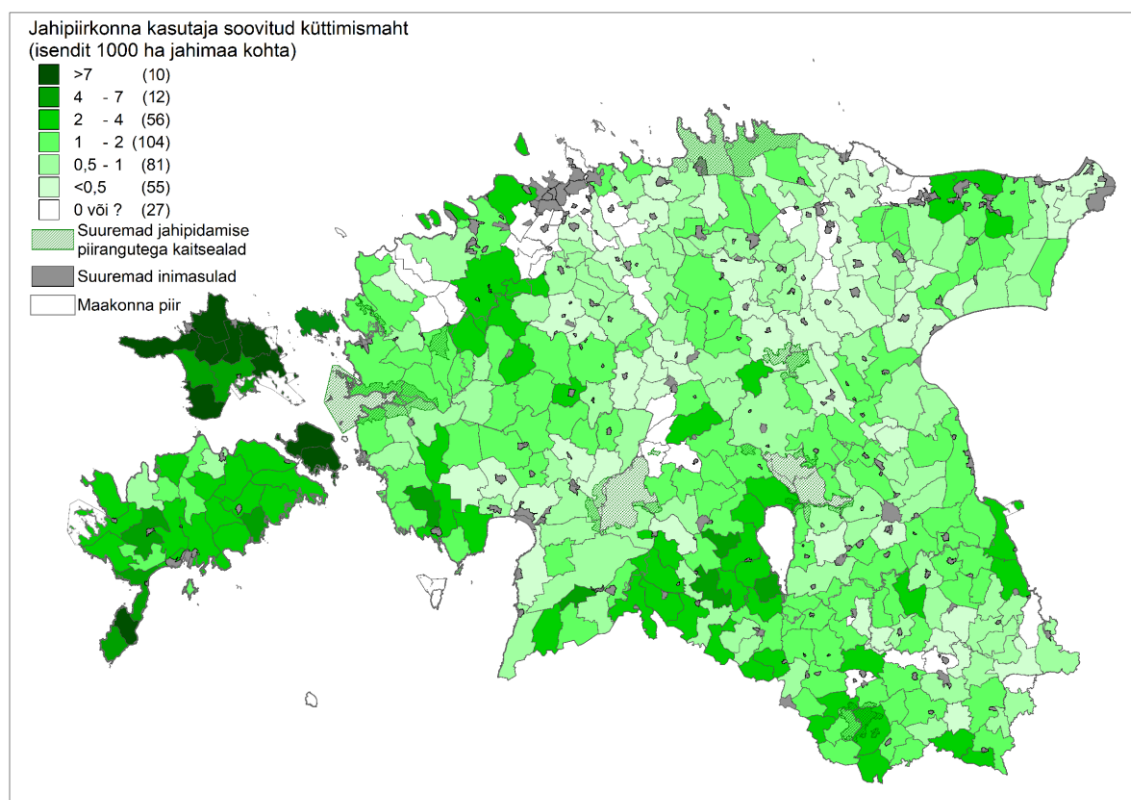 Jahipiirkonna kasutaja soovitud küttimismaht
(isendit 1000 ha jahimaa kohta)
>7 (10)
4 - 7 (12)
2 - 4 (56)
1 - 2 (104)
0,5 - 1 (81)
<0,5 (55)
0 või ? (27)
Suuremad jahipidamise
piirangutega kaitsealad
Suuremad inimasulad
Maakonna piir